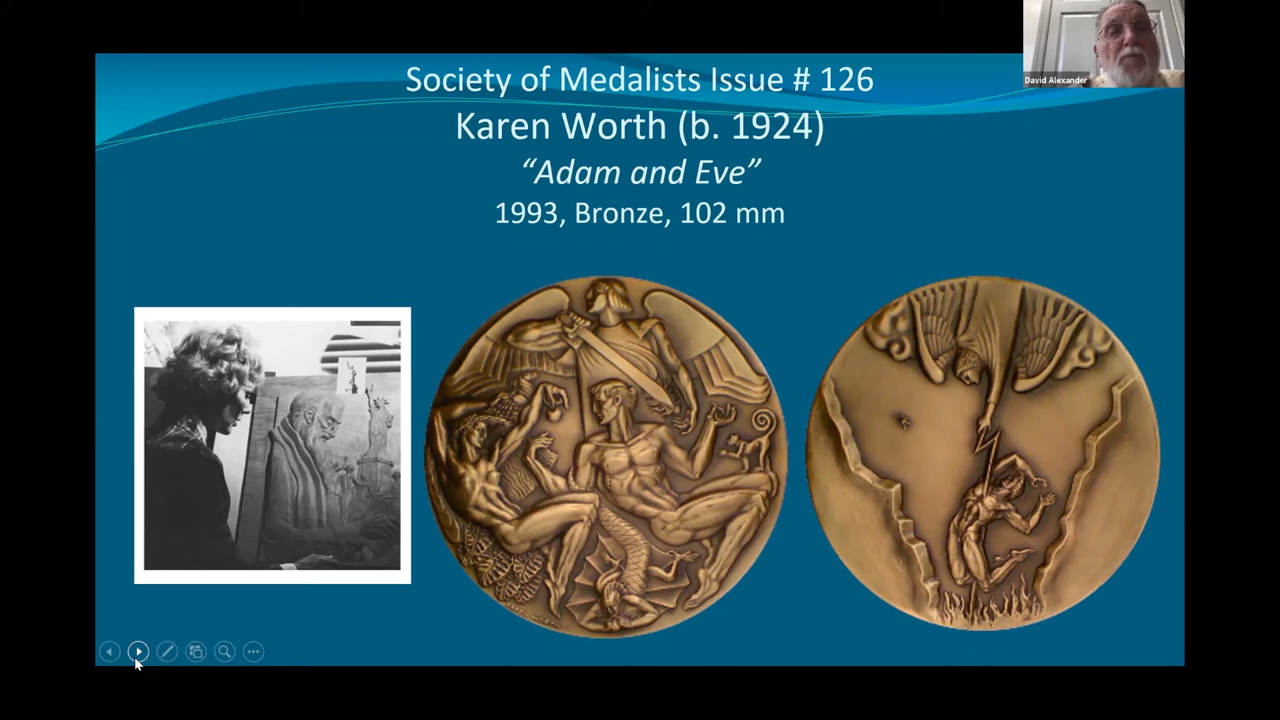 David Alexander
Society of Medalists Issue # 126
Karen Worth (b. 1924)
“Adam and Eve”
1993, Bronze, 102 mm